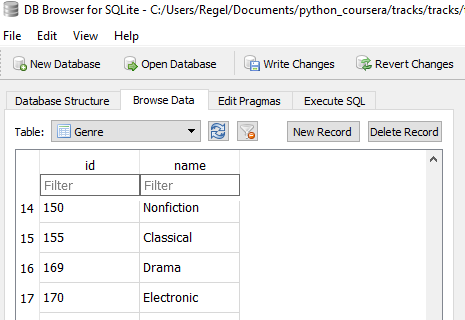 DB Browser for SQLite - C:/Users/Regel/Documents/python_coursera/tracks/tracks/
File Edit View Help
New Database Open Database Write Changes Revert Changes
Database Structure Browse Data Edit Pragmas Execute SQL
Table: Genre New Record Delete Record
id name
Filter Filter
14 150 Nonfiction
15 155 Classical
16 169 Drama
17 170 Electronic